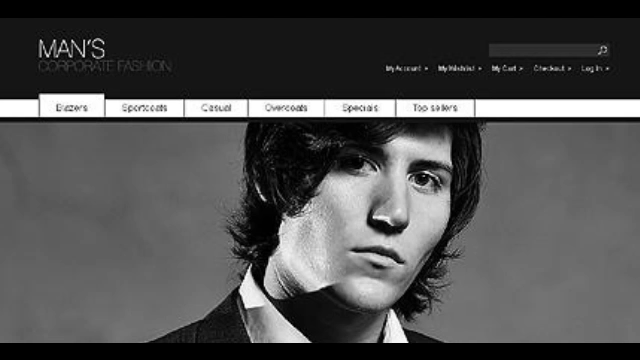 MAN'S
CORPORATE FASHION
My Account > My Wishlist > My Cart > Checkout > Log In >
Blazers Sportcoats Casual Overcoats Specials Top sellers